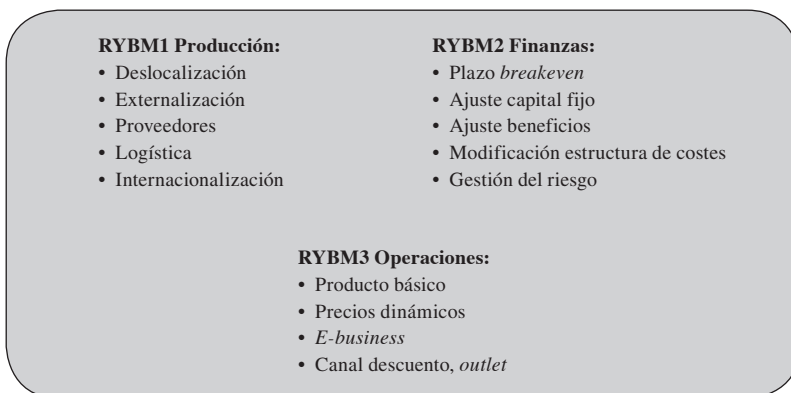 RYBM1 Producción:
• Deslocalización
• Externalización
• Proveedores
• Logística
• Internacionalización
RYBM2 Finanzas:
• Plazo breakeven
• Ajuste capital fijo
• Ajuste beneficios
• Modificación estructura de costes
• Gestión del riesgo
RYBM3 Operaciones:
• Producto básico
• Precios dinámicos
• E-business
• Canal descuento, outlet